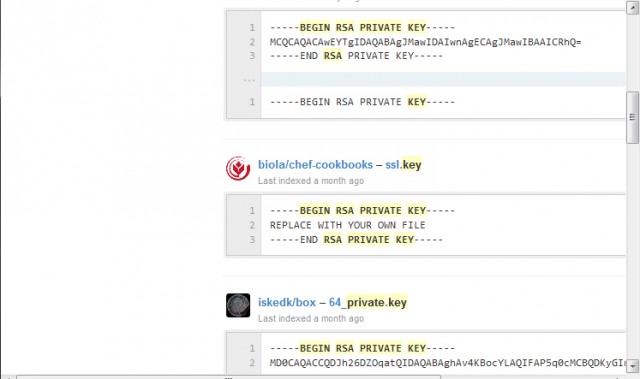 1 -----BEGIN RSA PRIVATE KEY-----
2 MCQCAQACAwEYTgIDAQABAgJMawIDAIwnAgECAgJMawIBAAICRhQ=
3 -----END RSA PRIVATE KEY-----
...
1 -----BEGIN RSA PRIVATE KEY-----
biola/chef-cookbooks – ssl.key
Last indexed a month ago
1 -----BEGIN RSA PRIVATE KEY-----
2 REPLACE WITH YOUR OWN FILE
3 -----END RSA PRIVATE KEY-----
iskedk/box – 64_private.key
Last indexed a month ago
1 -----BEGIN RSA PRIVATE KEY-----
2 MD0CAQACCQDJh26DZOqatQIDAQABAghAv4KBocYLAQIFAP5q0cMCBQDKyGI